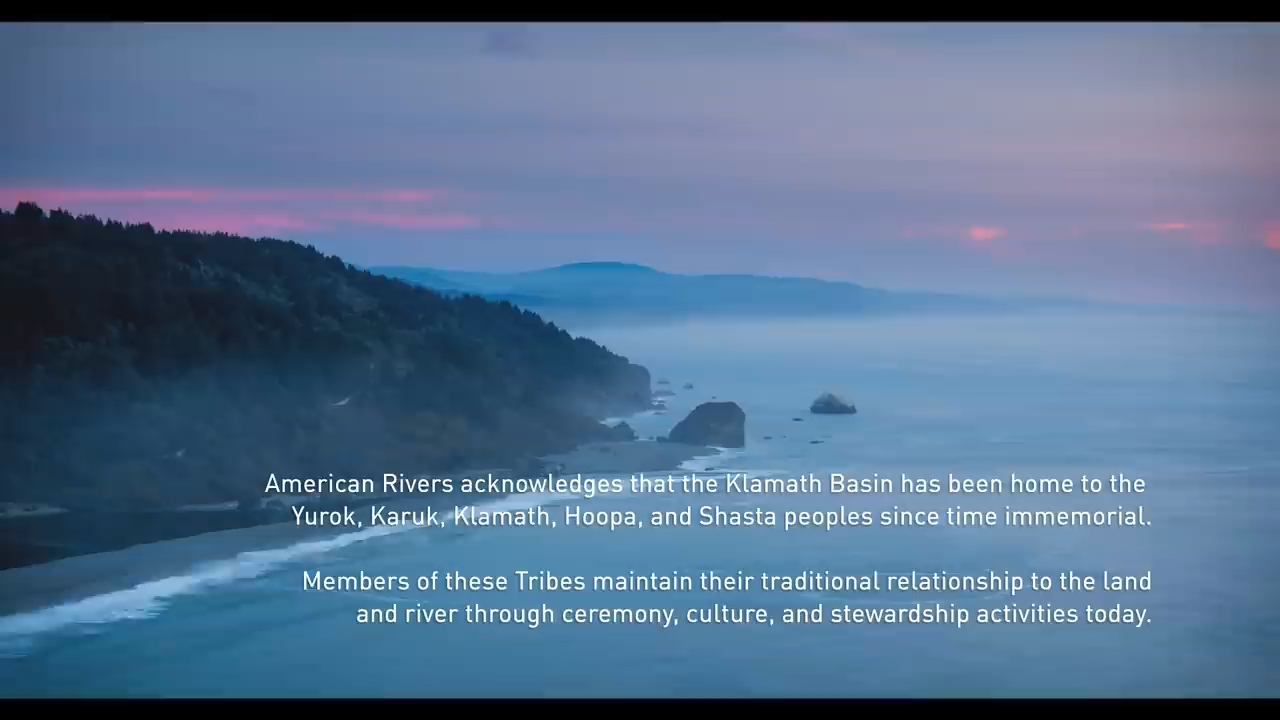 American Rivers acknowledges that the Klamath Basin has been home to the
Yurok, Karuk, Klamath, Hoopa, and Shasta peoples since time immemorial.
Members of these Tribes maintain their traditional relationship to the land
and river through ceremony, culture, and stewardship activities today.